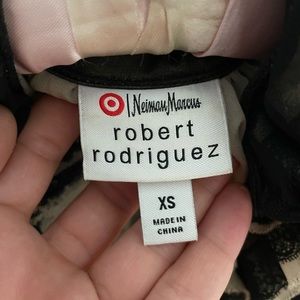 | Neiman Marcus
robert
rodriguez
XS
MADE IN
CHINA